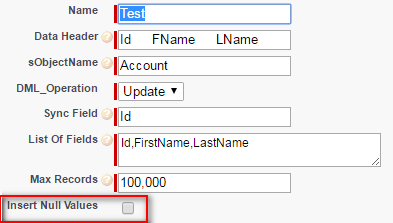 Name Test
Data Header ? Id FName LName
sObjectName ? Account
DML_Operation Update ▼
Sync Field ? Id
List Of Fields ? Id,FirstName,LastName
Max Records ? 100,000
Insert Null Values ?